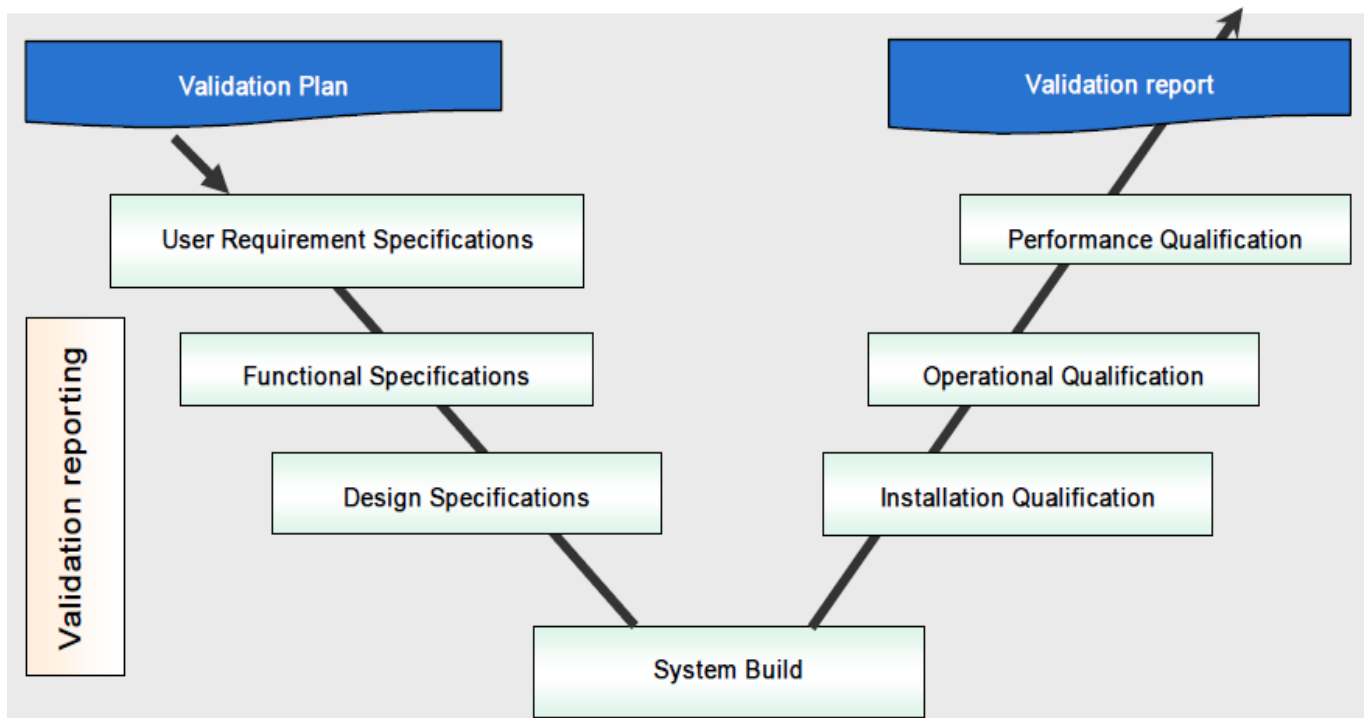 Validation Plan
Validation report
User Requirement Specifications
Performance Qualification
Functional Specifications
Operational Qualification
Validation reporting
Design Specifications
Installation Qualification
System Build